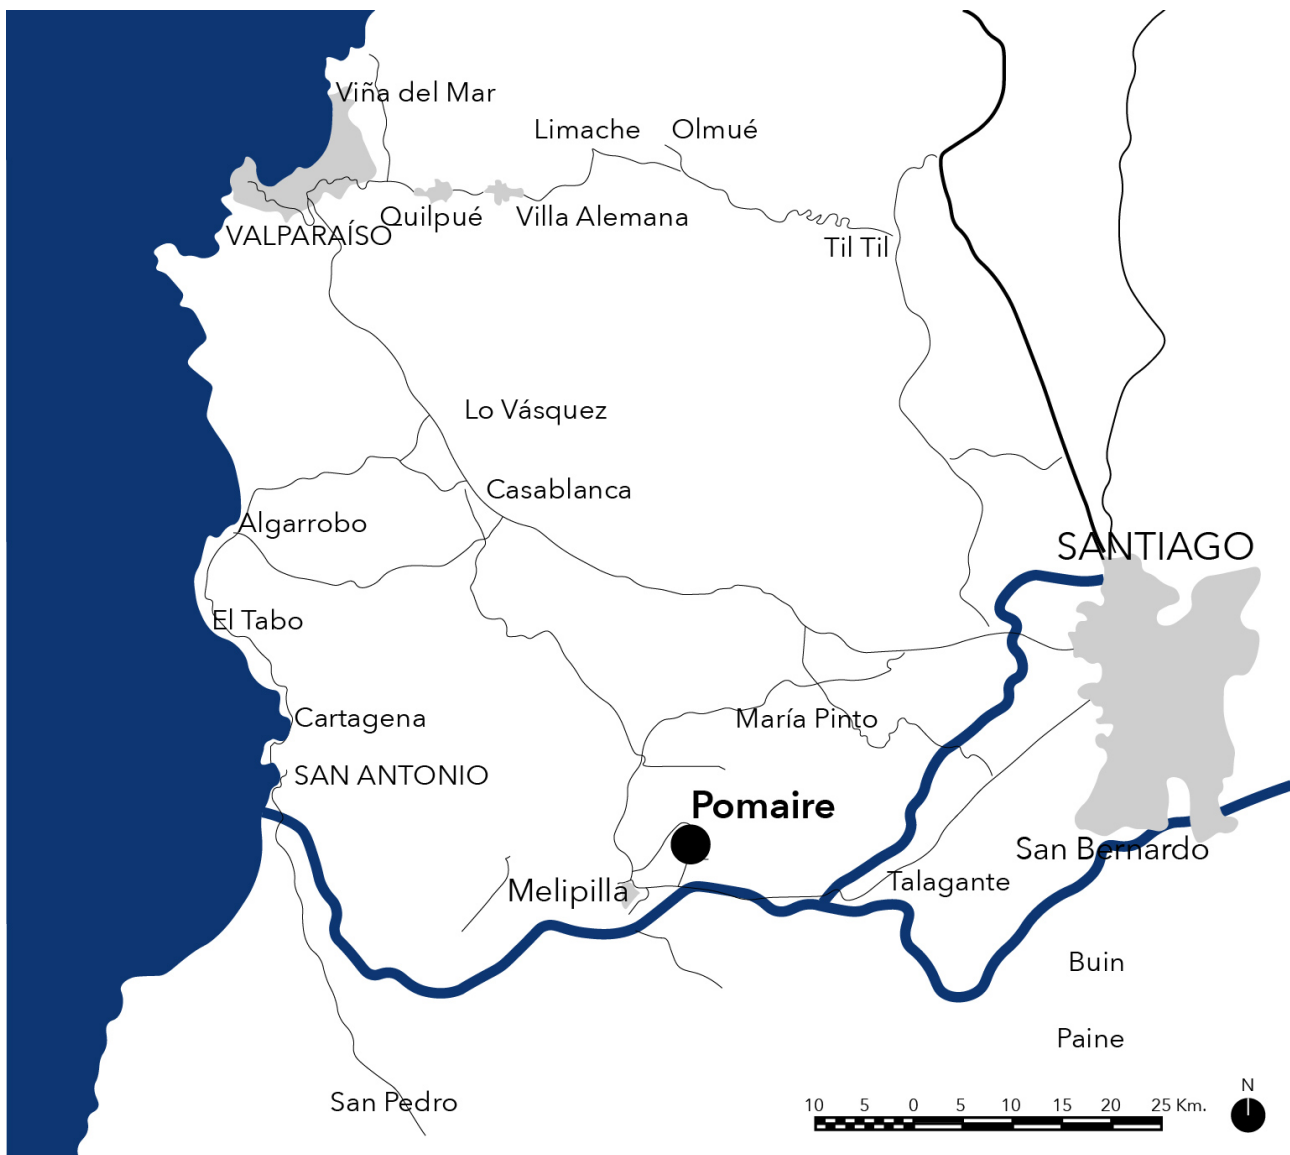 Viña del Mar
Limache
Olmué
Quilpué
Villa Alemana
VALPARAÍSO
Til Til
Lo Vásquez
Casablanca
Algarrobo
SANTIAGO
El Tabo
Cartagena
María Pinto
SAN ANTONIO
Pomaire
San Bernardo
Melipilla
Talagante
Buin
Paine
San Pedro
N
10 5 0 5 10 15 20 25 Km.